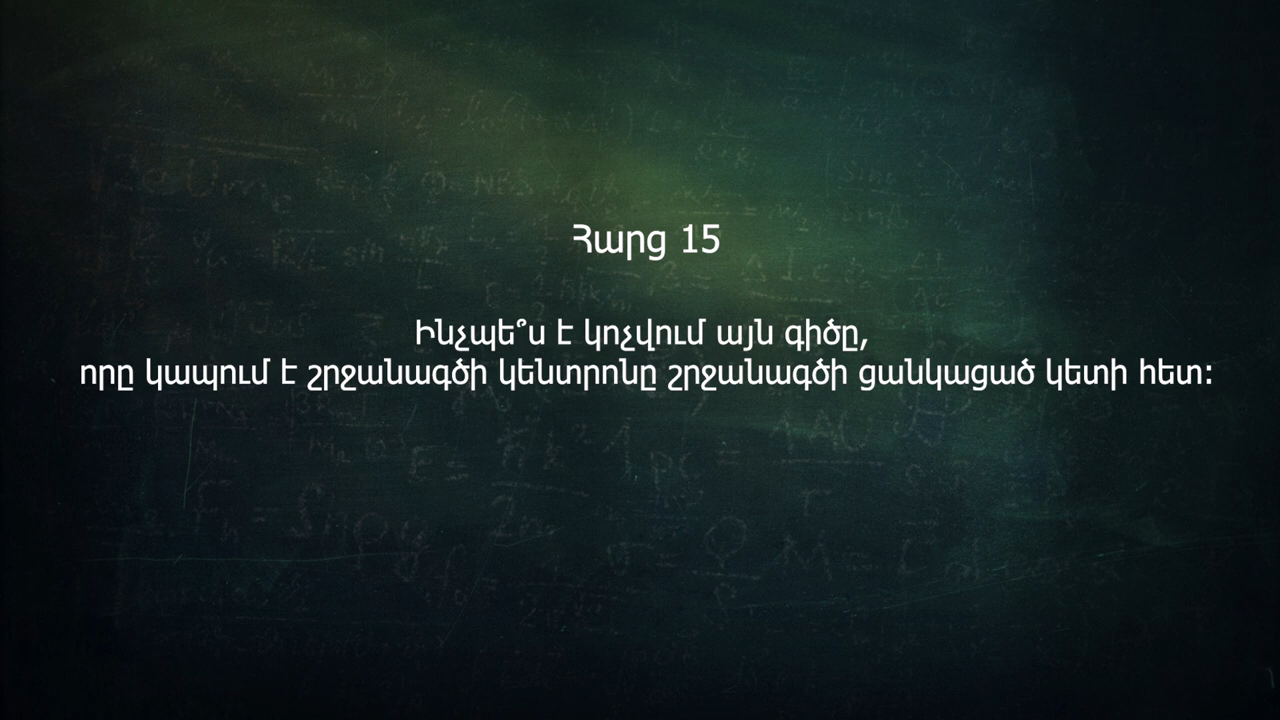 Հարց 15
Ինչպե՞ս է կոչվում այն գիծը,
որը կապում է շրջանագծի կենտրոնը շրջանագծի ցանկացած կետի հետ: